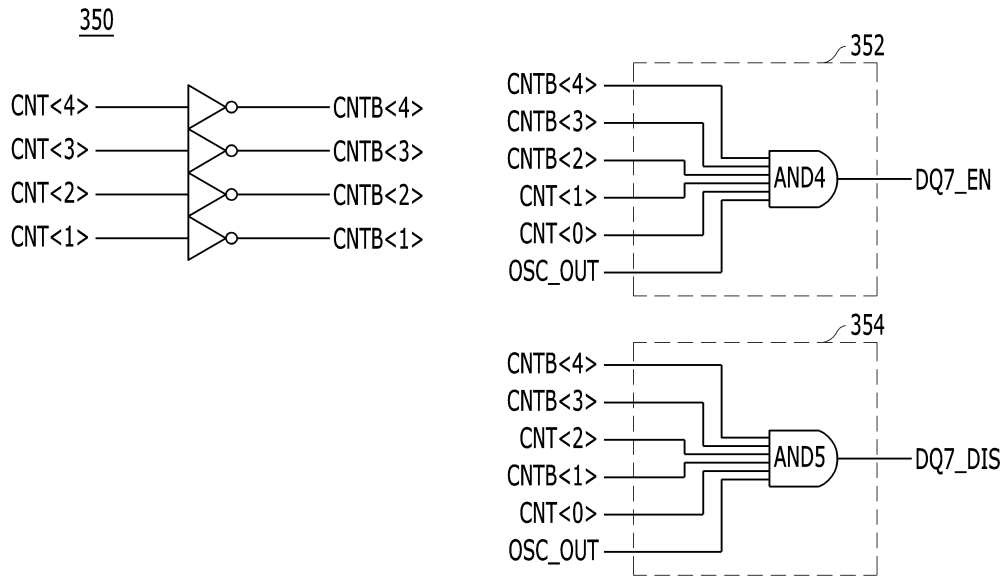 350
CNT<4> CNTB<4>
CNT<3> CNTB<3>
CNT<2> CNTB<2>
CNT<1> CNTB<1>
352
CNTB<4>
CNTB<3>
CNTB<2>
CNT<1>
CNT<0>
OSC_OUT
AND4
DQ7_EN
354
CNTB<4>
CNTB<3>
CNT<2>
CNTB<1>
CNT<0>
OSC_OUT
AND5
DQ7_DIS